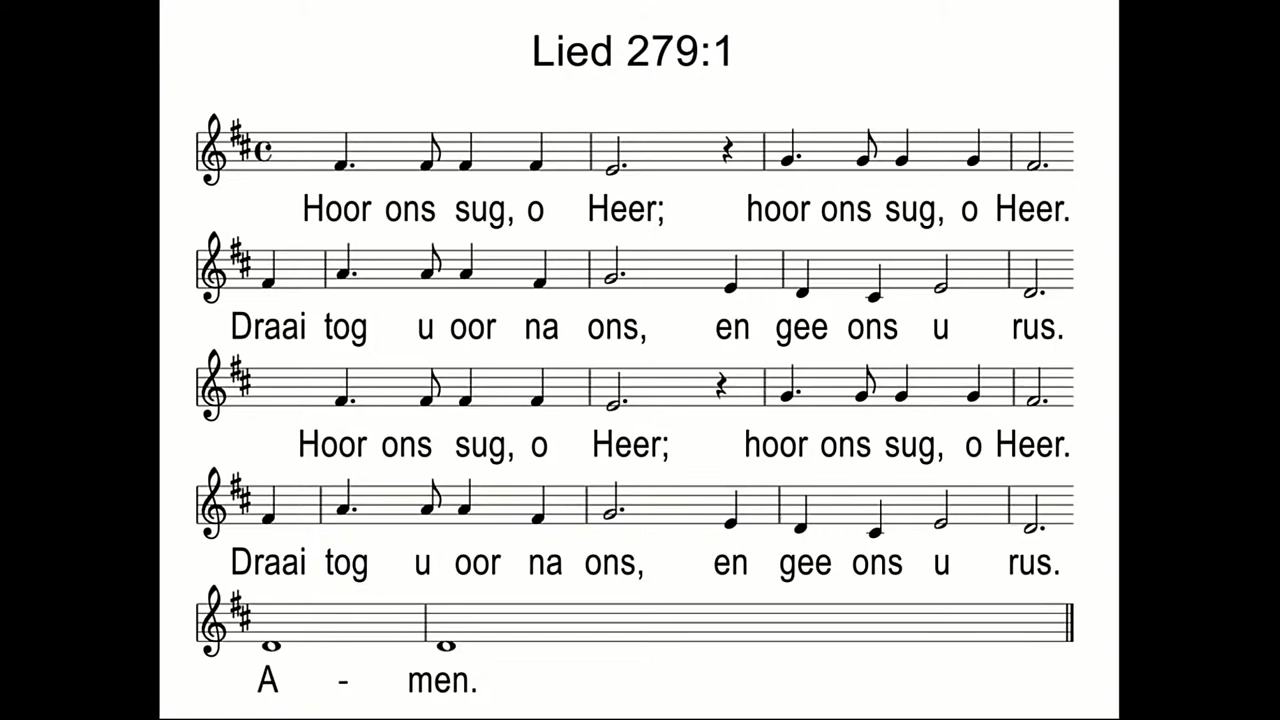 Lied 279:1
Hoor ons sug, o Heer; hoor ons sug, o Heer.
Draai tog u oor na ons, en gee ons u rus.
Hoor ons sug, o Heer; hoor ons sug, o Heer.
Draai tog u oor na ons, en gee ons u rus.
A - men.